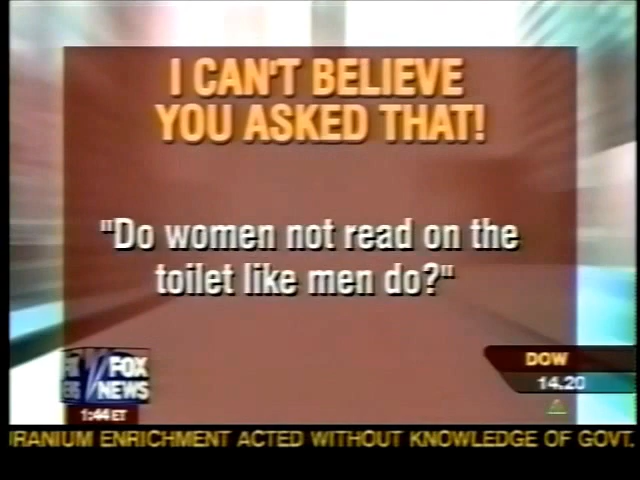 I CAN'T BELIEVE
YOU ASKED THAT!
"Do women not read on the
toilet like men do?"
FOX
NEWS
1:44 ET
DOW
14.20
IRANIUM ENRICHMENT ACTED WITHOUT KNOWLEDGE OF GOVT.